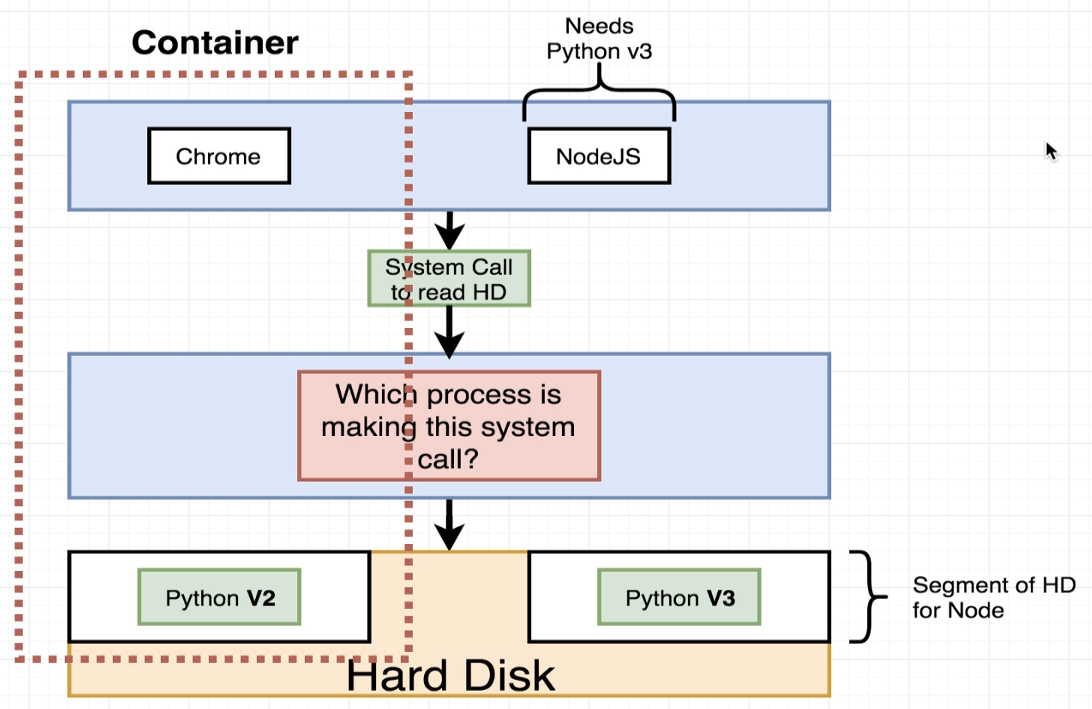 Container
Needs
Python v3
Chrome
NodeJS
System Call
to read HD
Which process is
making this system
call?
Python V2
Python V3
Segment of HD
for Node
Hard Disk